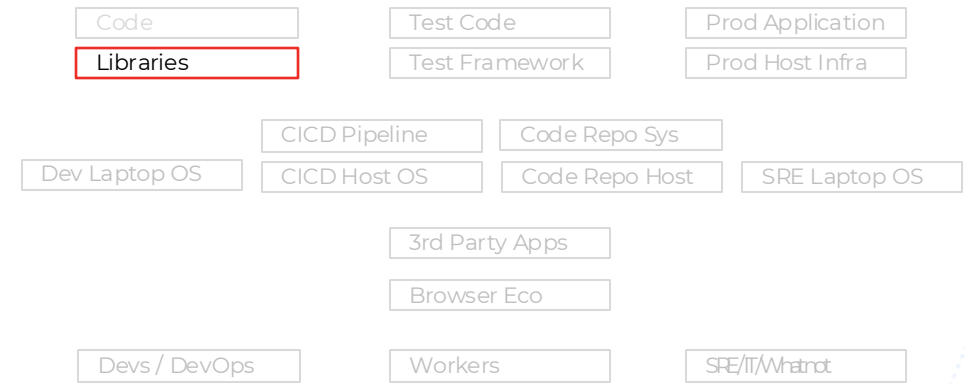 Code
Test Code
Prod Application
Libraries
Test Framework
Prod Host Infra
CICD Pipeline
Code Repo Sys
Dev Laptop OS
CICD Host OS
Code Repo Host
SRE Laptop OS
3rd Party Apps
Browser Eco
Devs / DevOps
Workers
SRE/IT/Whatnot